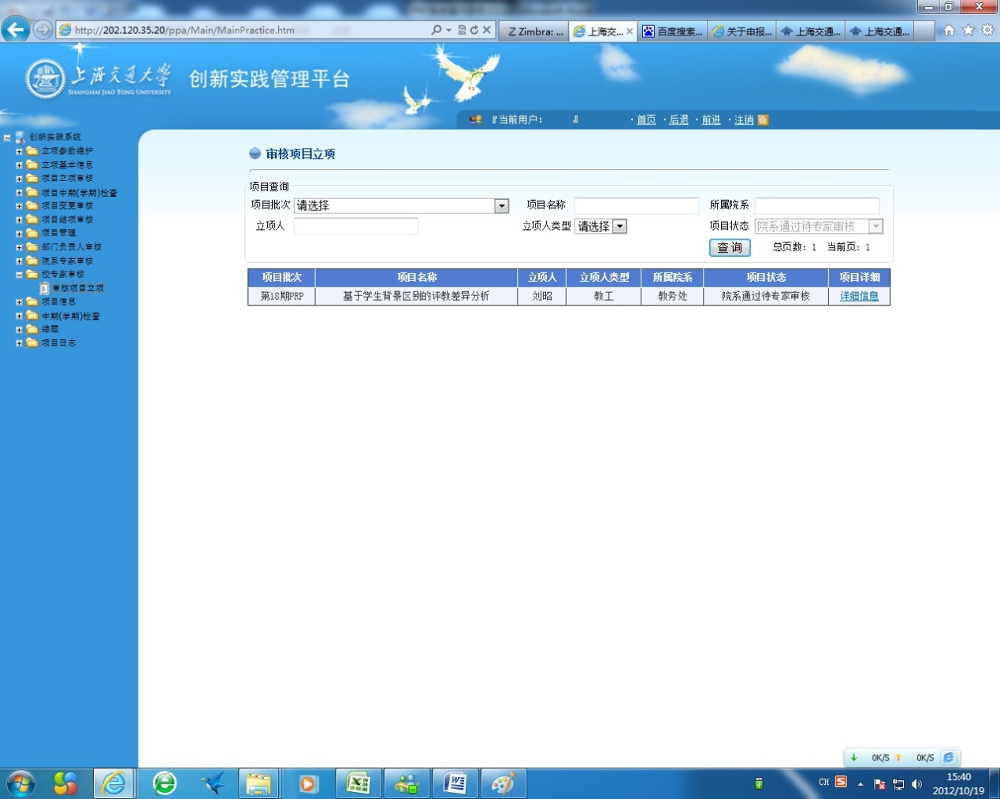 http://202.120.35.20/ppa/Main/MainPractice.htm
Zimbra: ...
上海交...
百度搜索...
关于申报...
上海交通...
上海交通...
上海交通大学
SHANGHAI JIAO TONG UNIVERSITY
创新实践管理平台
『当前用户： 』 ·首页 ·后退 ·前进 ·注销
创新实践系统
立项参数维护
立项基本信息
项目立项审核
项目中期(学期)检查
项目变更审核
项目结项审核
项目管理
部门负责人审核
院系专家审核
校专家审核
审核项目立项
项目信息
中期(学期)检查
结题
项目日志
审核项目立项
项目查询
项目批次 请选择 项目名称 所属院系
立项人 立项人类型 请选择 项目状态 院系通过待专家审核
查询 总页数: 1 当前页: 1
项目批次 项目名称 立项人 立项人类型 所属院系 项目状态 项目详细
第18期PRP 基于学生背景区别的评教差异分析 刘昭 教工 教务处 院系通过待专家审核 详细信息
0K/S 0K/S
CH
15:40
2012/10/19